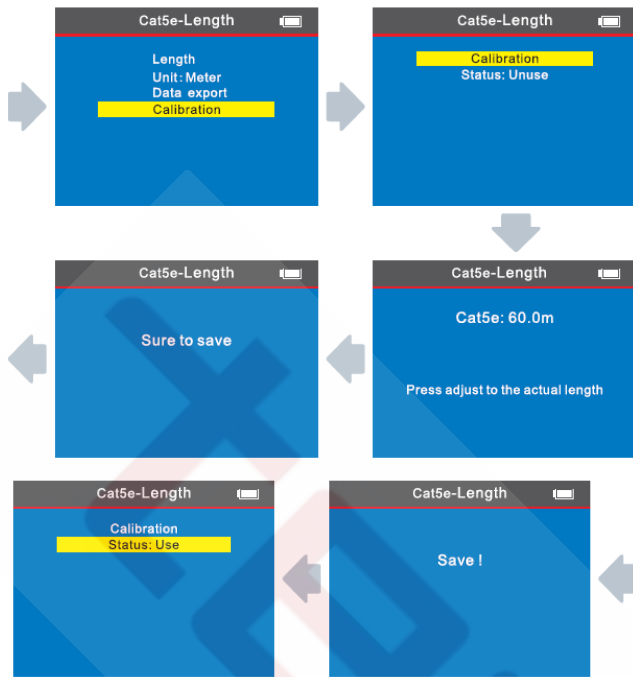 Cat5e-Length
Length
Unit: Meter
Data export
Calibration
Cat5e-Length
Calibration
Status: Unuse
Cat5e-Length
Cat5e: 60.0m
Press adjust to the actual length
Cat5e-Length
Sure to save
Cat5e-Length
Save !
Cat5e-Length
Calibration
Status: Use